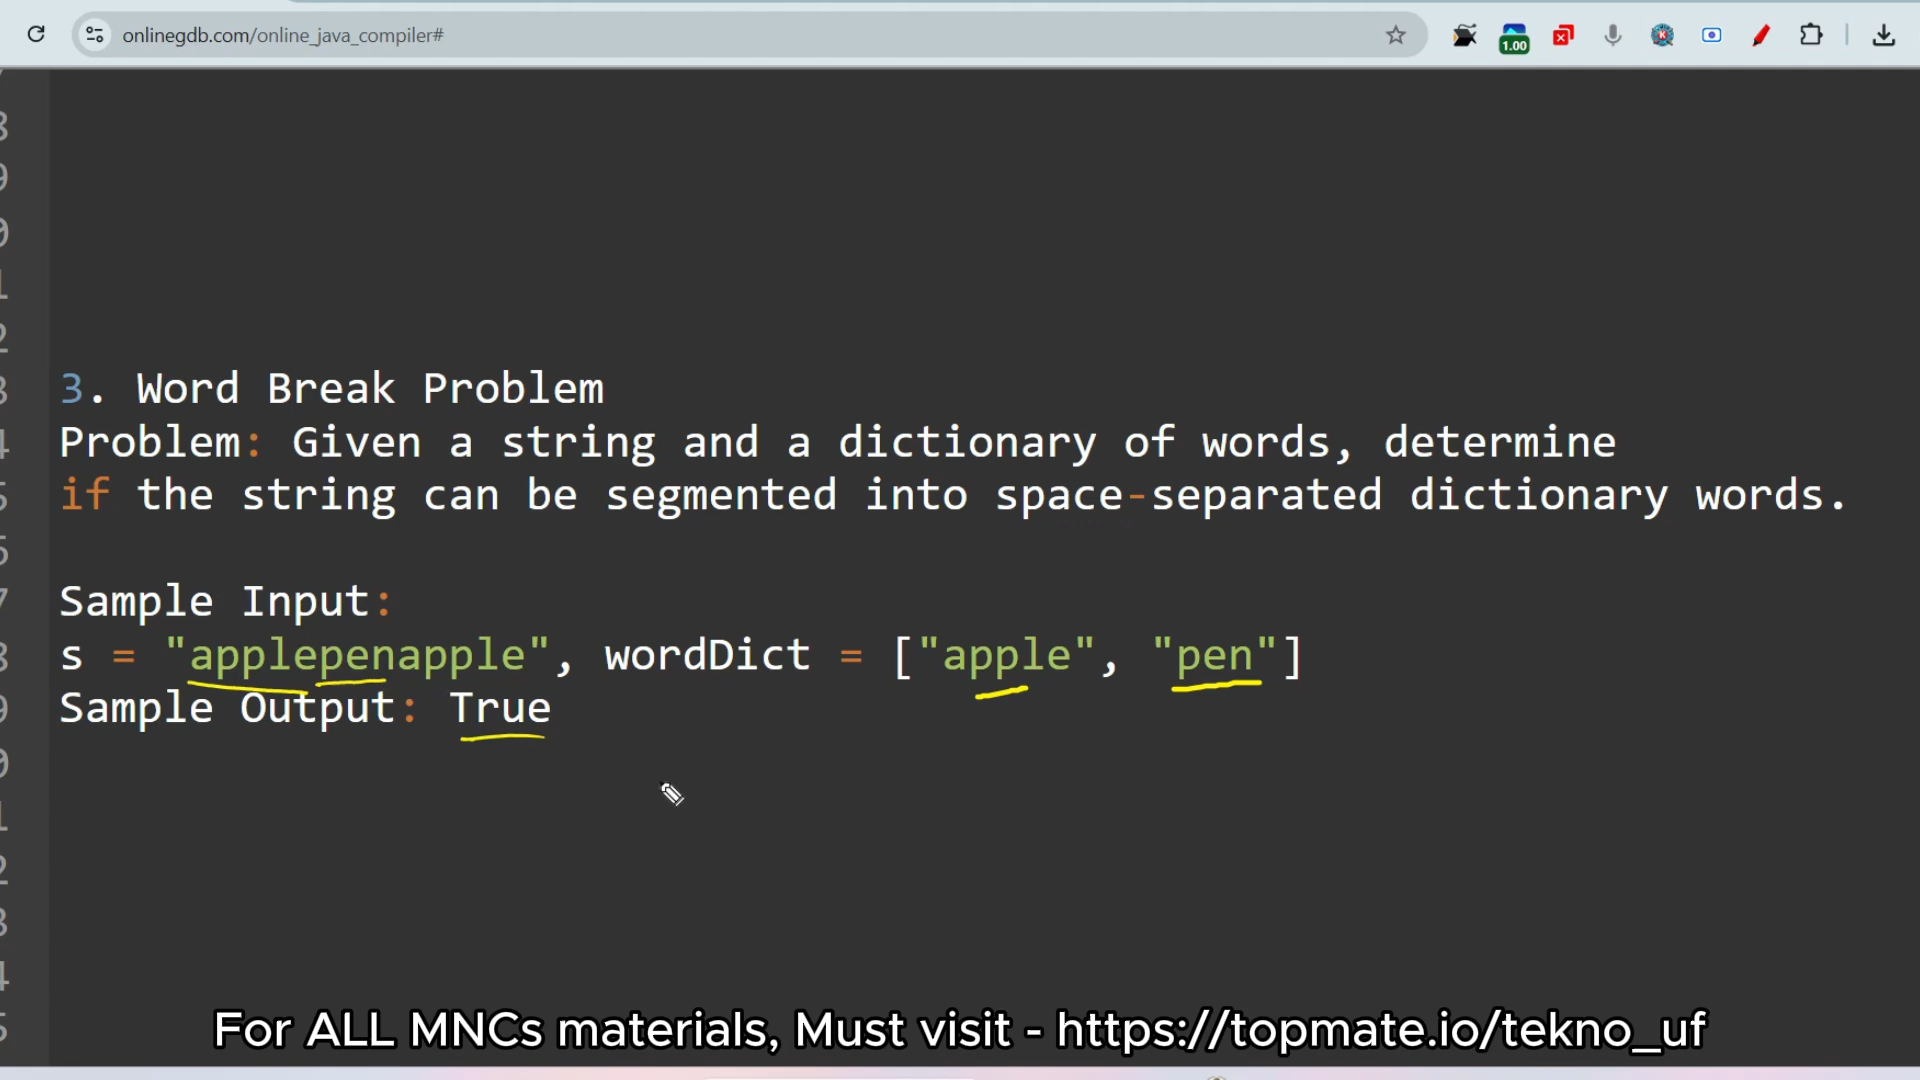 onlinegdb.com/online_java_compiler#
1.00
3. Word Break Problem
Problem: Given a string and a dictionary of words, determine
if the string can be segmented into space-separated dictionary words.
Sample Input:
s = "applepenapple", wordDict = ["apple", "pen"]
Sample Output: True
For ALL MNCs materials, Must visit - https://topmate.io/tekno_uf